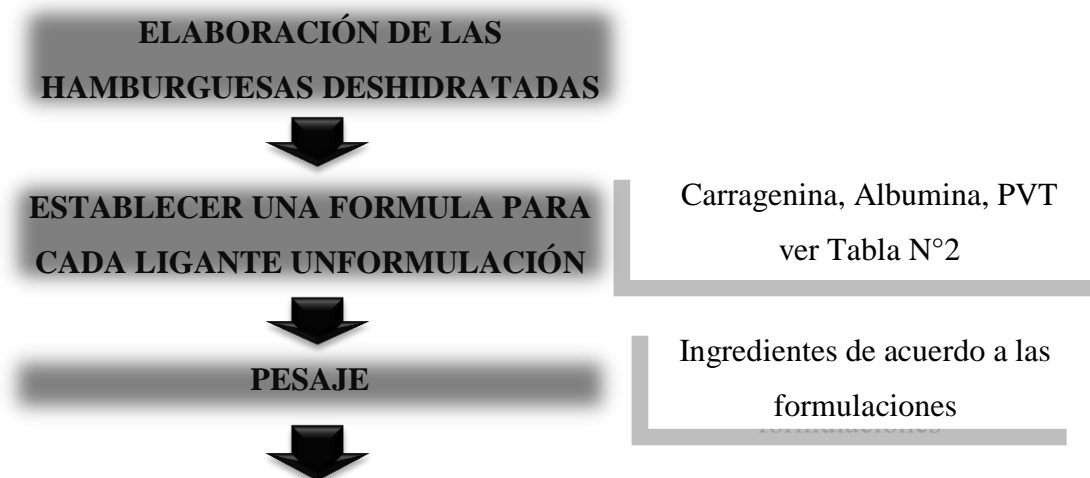 ELABORACIÓN DE LAS
HAMBURGUESAS DESHIDRATADAS
ESTABLECER UNA FORMULA PARA
CADA LIGANTE UNFORMULACIÓN
Carragenina, Albumina, PVT
ver Tabla N°2
PESAJE
Ingredientes de acuerdo a las
formulaciones